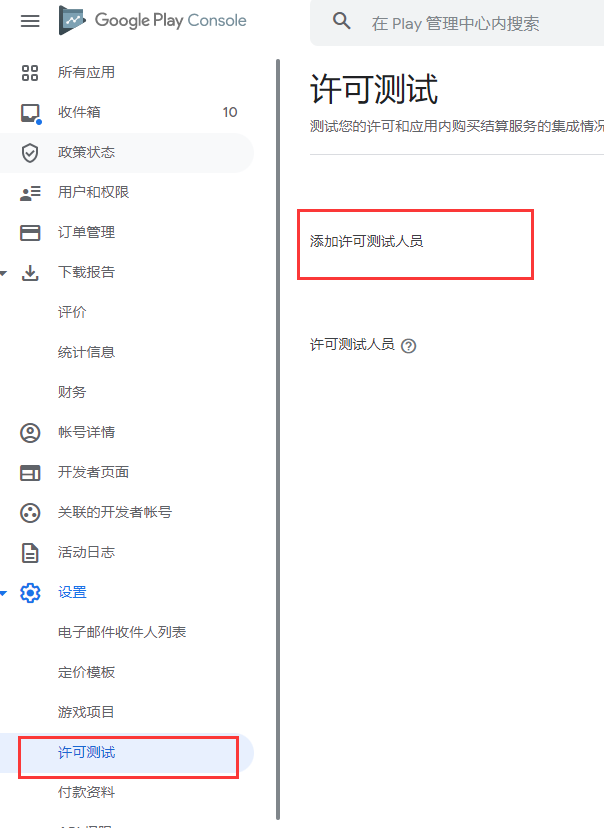 Google Play Console
在 Play 管理中心内搜索
所有应用
收件箱 10
政策状态
用户和权限
订单管理
下载报告
评价
统计信息
财务
帐号详情
开发者页面
关联的开发者帐号
活动日志
设置
电子邮件收件人列表
定价模板
游戏项目
许可测试
付款资料
许可测试
测试您的许可和应用内购买结算服务的集成情况
添加许可测试人员
许可测试人员